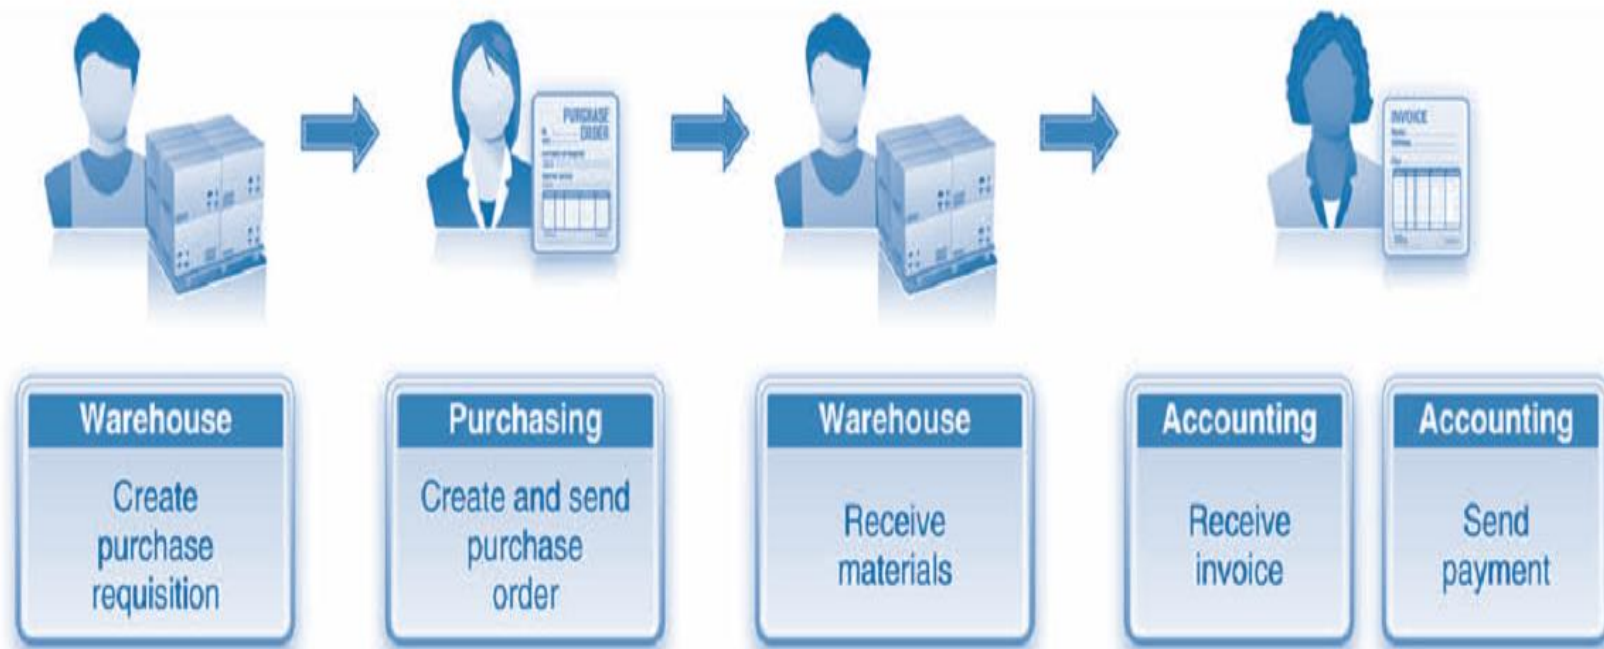 PURCHASE
ORDER
INVOICE
Warehouse
Create
purchase
requisition
Purchasing
Create and send
purchase
order
Warehouse
Receive
materials
Accounting
Receive
invoice
Accounting
Send
payment